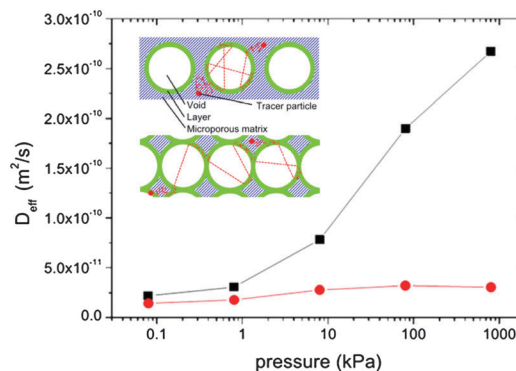 3.0x10⁻¹⁰
2.5x10⁻¹⁰
2.0x10⁻¹⁰
1.5x10⁻¹⁰
1.0x10⁻¹⁰
5.0x10⁻¹¹
0.0
D_eff (m²/s)
Void
Layer
Microporous matrix
Tracer particle
0.1 1 10 100 1000
pressure (kPa)